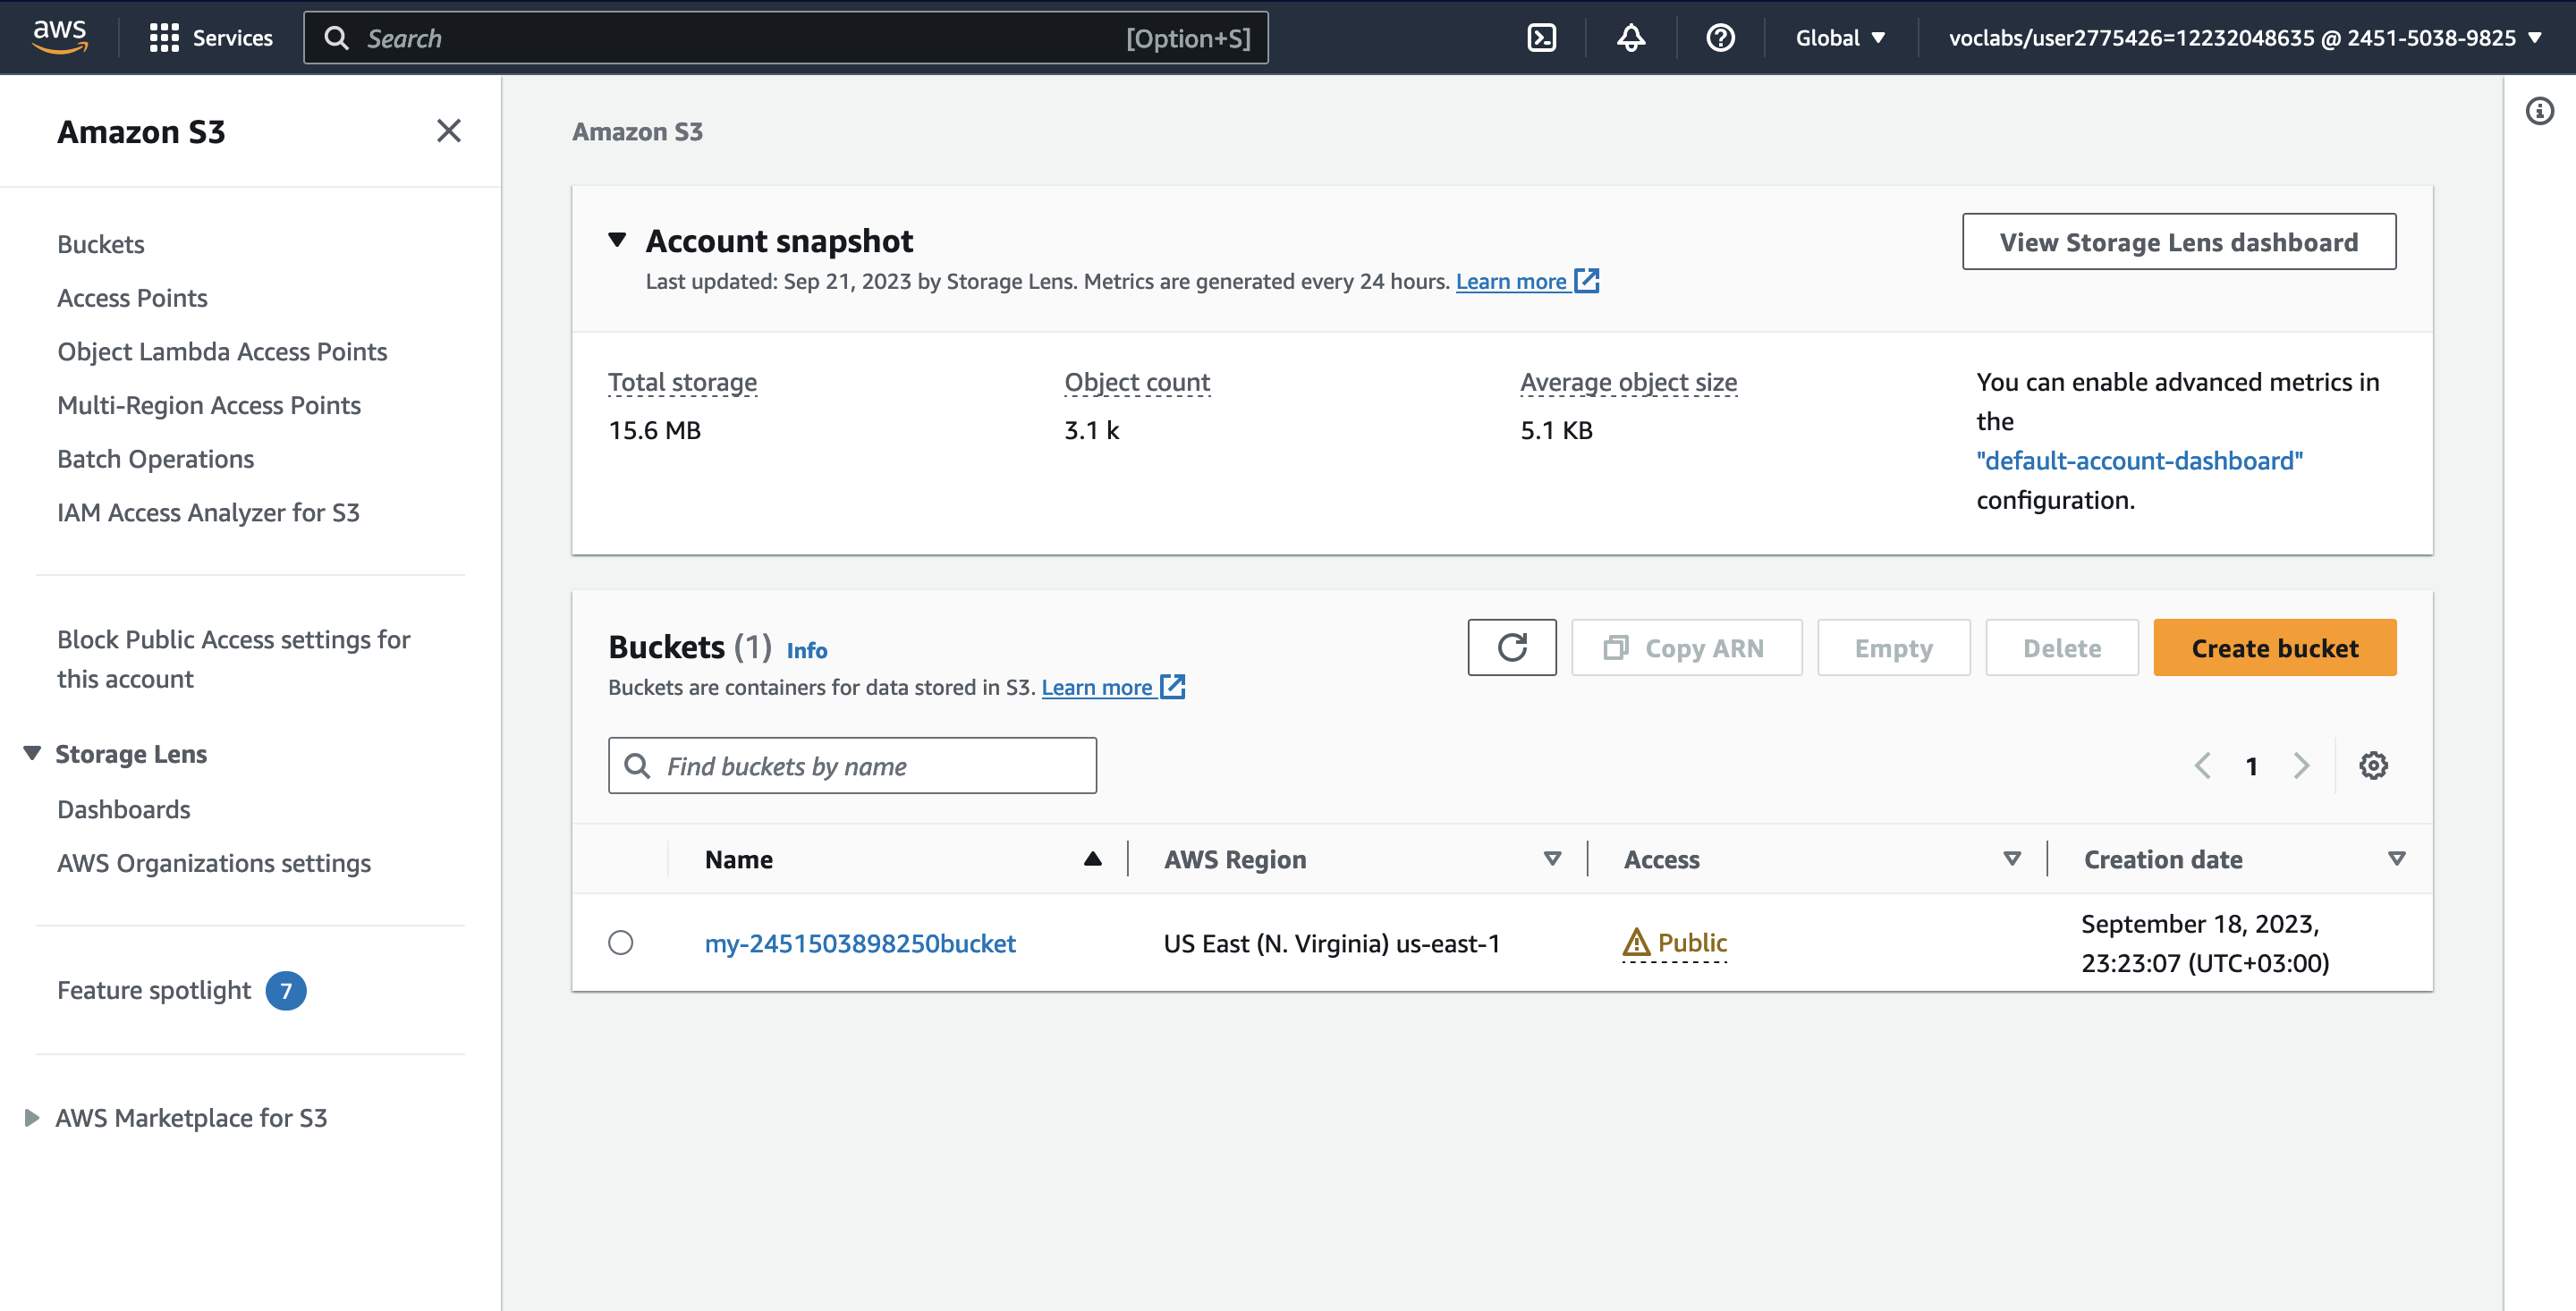 aws
Services
Search
[Option+S]
Global
voclabs/user2775426=12232048635 @ 2451-5038-9825
Amazon S3
Buckets
Access Points
Object Lambda Access Points
Multi-Region Access Points
Batch Operations
IAM Access Analyzer for S3
Block Public Access settings for
this account
Storage Lens
Dashboards
AWS Organizations settings
Feature spotlight 7
AWS Marketplace for S3
Amazon S3
Account snapshot
Last updated: Sep 21, 2023 by Storage Lens. Metrics are generated every 24 hours. Learn more
View Storage Lens dashboard
Total storage
15.6 MB
Object count
3.1 k
Average object size
5.1 KB
You can enable advanced metrics in
the
"default-account-dashboard"
configuration.
Buckets (1) Info
Buckets are containers for data stored in S3. Learn more
Copy ARN
Empty
Delete
Create bucket
Find buckets by name
1
Name
AWS Region
Access
Creation date
my-2451503898250bucket
US East (N. Virginia) us-east-1
Public
September 18, 2023,
23:23:07 (UTC+03:00)